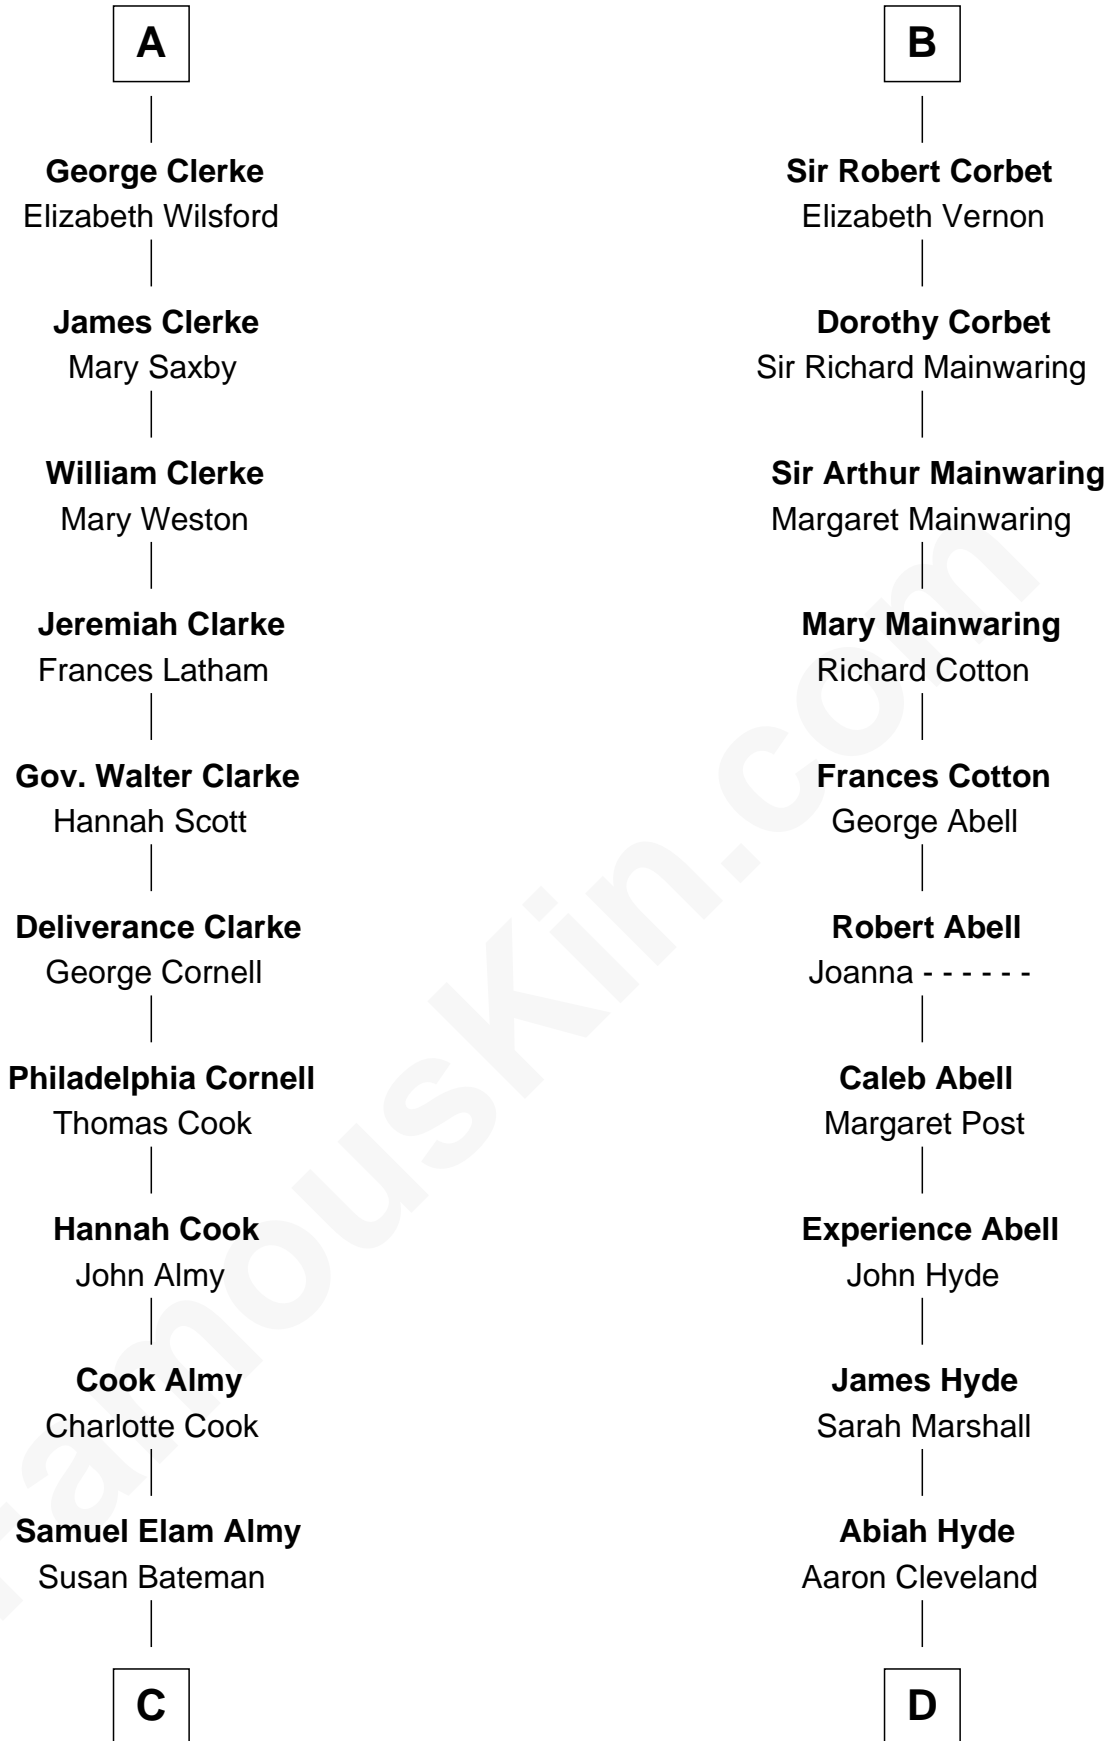 A
George Clerke
Elizabeth Wilsford
James Clerke
Mary Saxby
William Clerke
Mary Weston
Jeremiah Clarke
Frances Latham
Gov. Walter Clarke
Hannah Scott
Deliverance Clarke
George Cornell
Philadelphia Cornell
Thomas Cook
Hannah Cook
John Almy
Cook Almy
Charlotte Cook
Samuel Elam Almy
Susan Bateman
C
B
Sir Robert Corbet
Elizabeth Vernon
Dorothy Corbet
Sir Richard Mainwaring
Sir Arthur Mainwaring
Margaret Mainwaring
Mary Mainwaring
Richard Cotton
Frances Cotton
George Abell
Robert Abell
Joanna - - - - - -
Caleb Abell
Margaret Post
Experience Abell
John Hyde
James Hyde
Sarah Marshall
Abiah Hyde
Aaron Cleveland
D
FamousKin.com